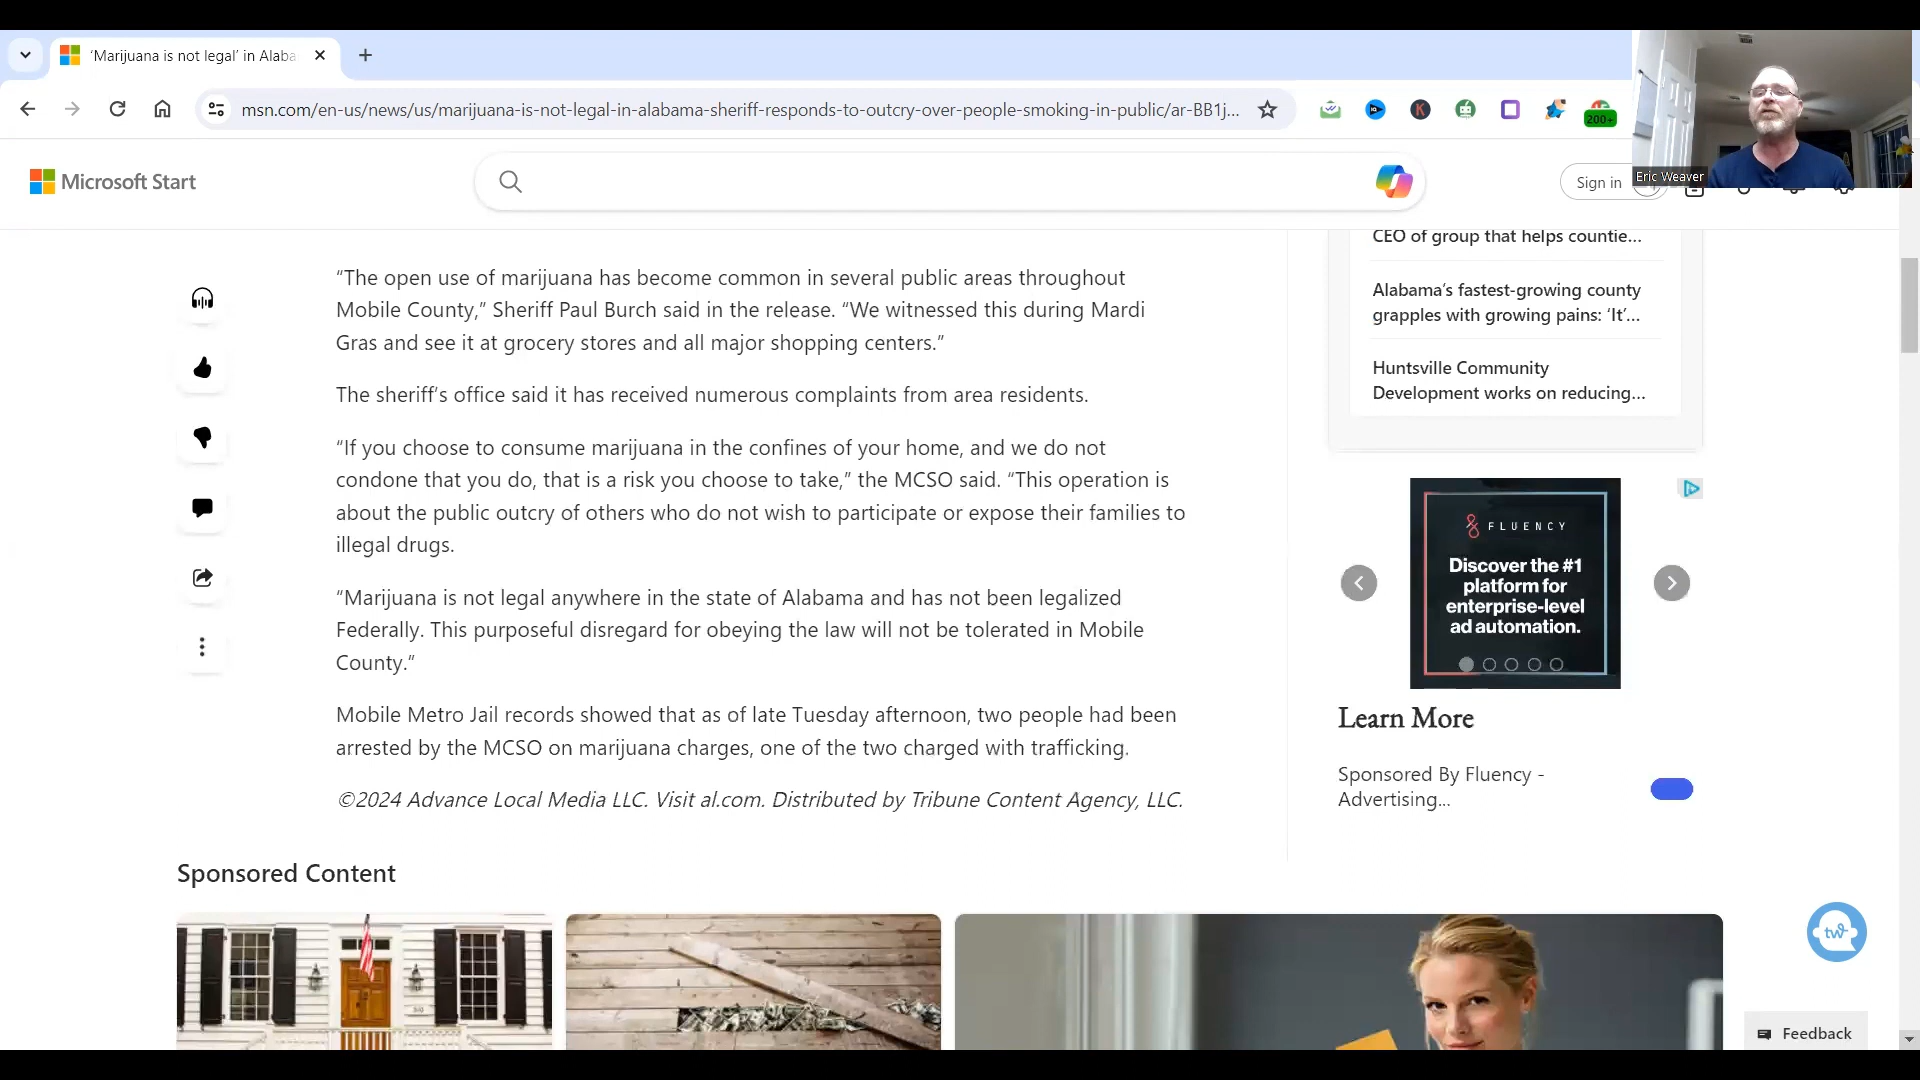 ‘Marijuana is not legal’ in Alaba
msn.com/en-us/news/us/marijuana-is-not-legal-in-alabama-sheriff-responds-to-outcry-over-people-smoking-in-public/ar-BB1j...
200+
Eric Weaver
Microsoft Start
Sign in
“The open use of marijuana has become common in several public areas throughout
Mobile County,” Sheriff Paul Burch said in the release. “We witnessed this during Mardi
Gras and see it at grocery stores and all major shopping centers.”
The sheriff’s office said it has received numerous complaints from area residents.
“If you choose to consume marijuana in the confines of your home, and we do not
condone that you do, that is a risk you choose to take,” the MCSO said. “This operation is
about the public outcry of others who do not wish to participate or expose their families to
illegal drugs.
“Marijuana is not legal anywhere in the state of Alabama and has not been legalized
Federally. This purposeful disregard for obeying the law will not be tolerated in Mobile
County.“
Mobile Metro Jail records showed that as of late Tuesday afternoon, two people had been
arrested by the MCSO on marijuana charges, one of the two charged with trafficking.
©2024 Advance Local Media LLC. Visit al.com. Distributed by Tribune Content Agency, LLC.
CEO of group that helps countie...
Alabama’s fastest-growing county
grapples with growing pains: ‘It’...
Huntsville Community
Development works on reducing...
FLUENCY
Discover the #1
platform for
enterprise-level
ad automation.
Learn More
Sponsored By Fluency -
Advertising...
Sponsored Content
tw
Feedback